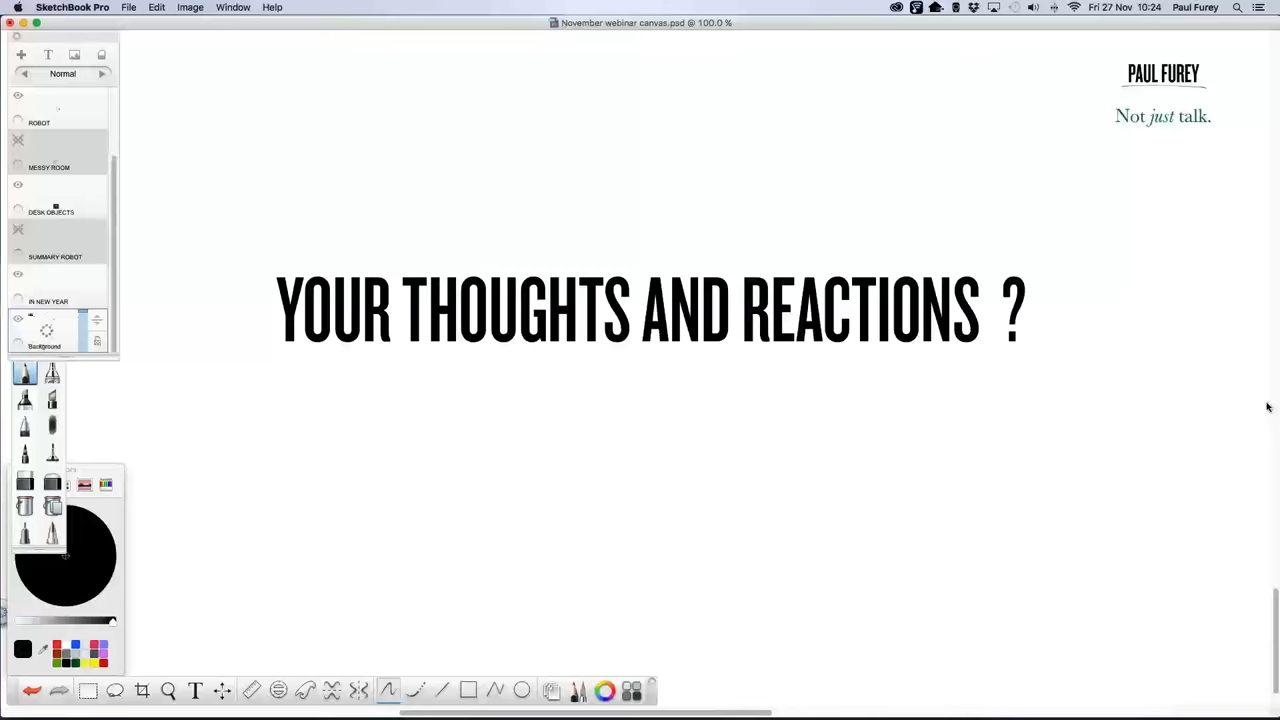 SketchBook Pro File Edit Image Window Help
Fri 27 Nov 10:24 Paul Furey
November webinar canvas.psd @ 100.0 %
T
Normal
ROBOT
MESSY ROOM
DESK OBJECTS
SUMMARY ROBOT
IN NEW YEAR
Background
PAUL FUREY
Not just talk.
YOUR THOUGHTS AND REACTIONS ?
T